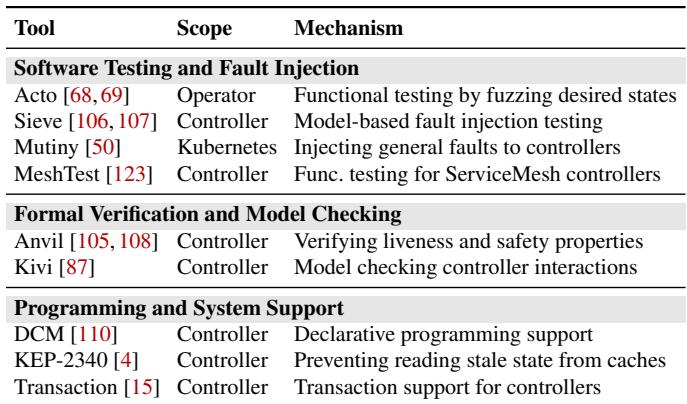 Tool Scope Mechanism
Software Testing and Fault Injection
Acto [68, 69] Operator Functional testing by fuzzing desired states
Sieve [106, 107] Controller Model-based fault injection testing
Mutiny [50] Kubernetes Injecting general faults to controllers
MeshTest [123] Controller Func. testing for ServiceMesh controllers
Formal Verification and Model Checking
Anvil [105, 108] Controller Verifying liveness and safety properties
Kivi [87] Controller Model checking controller interactions
Programming and System Support
DCM [110] Controller Declarative programming support
KEP-2340 [4] Controller Preventing reading stale state from caches
Transaction [15] Controller Transaction support for controllers